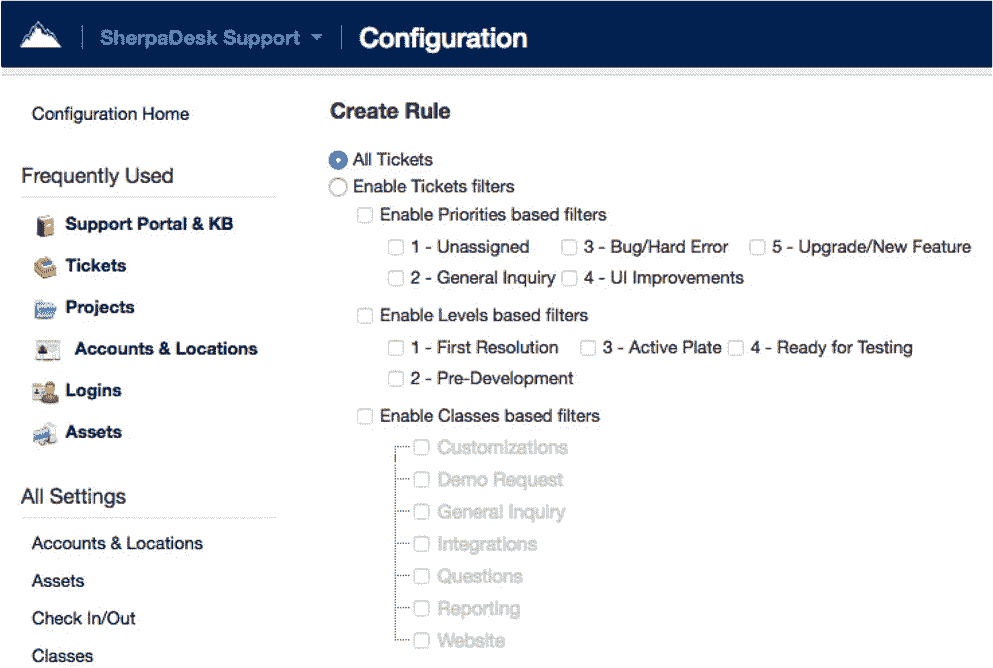 SherpaDesk Support
Configuration
Configuration Home
Frequently Used
Support Portal & KB
Tickets
Projects
Accounts & Locations
Logins
Assets
All Settings
Accounts & Locations
Assets
Check In/Out
Classes
Create Rule
All Tickets
Enable Tickets filters
Enable Priorities based filters
1 - Unassigned 3 - Bug/Hard Error 5 - Upgrade/New Feature
2 - General Inquiry 4 - UI Improvements
Enable Levels based filters
1 - First Resolution 3 - Active Plate 4 - Ready for Testing
2 - Pre-Development
Enable Classes based filters
Customizations
Demo Request
General Inquiry
Integrations
Questions
Reporting
Website